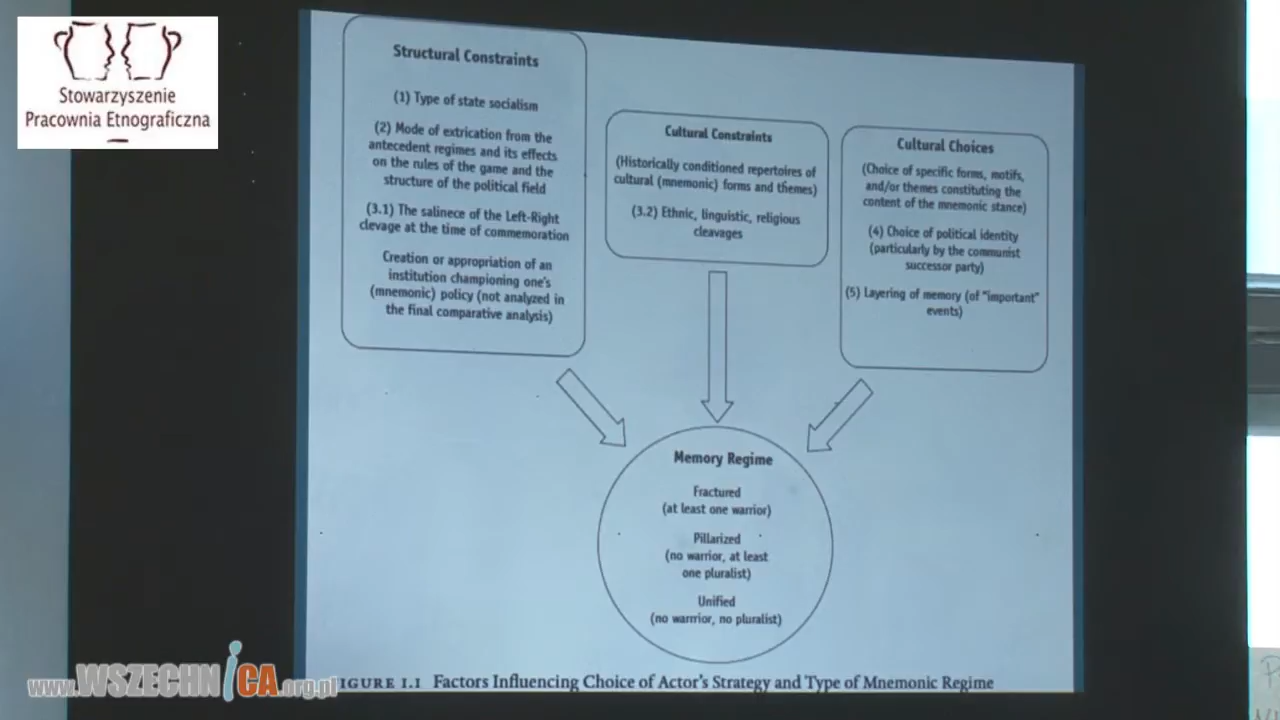 Stowarzyszenie
Pracownia Etnograficzna
Structural Constraints
(1) Type of state socialism
(2) Mode of extrication from the
antecedent regimes and its effects
on the rules of the game and the
structure of the political field
(3.1) The salinece of the Left-Right
clevage at the time of commemoration
Creation or appropriation of an
institution championing one's
(mnemonic) policy (not analyzed in
the final comparative analysis)
Cultural Constraints
(Historically conditioned repertoires of
cultural (mnemonic) forms and themes)
(3.2) Ethnic, linguistic, religious
cleavages
Cultural Choices
(Choice of specific forms, motifs,
and/or themes constituting the
content of the mnemonic stance)
(4) Choice of political identity
(particularly by the communist
successor party)
(5) Layering of memory (of "important"
events)
Memory Regime
Fractured
(at least one warrior)
Pillarized
(no warrior, at least
one pluralist)
Unified
(no warrrior, no pluralist)
www.WSZECHNICA.org.pl
IGURE 1.1 Factors Influencing Choice of Actor's Strategy and Type of Mnemonic Regime